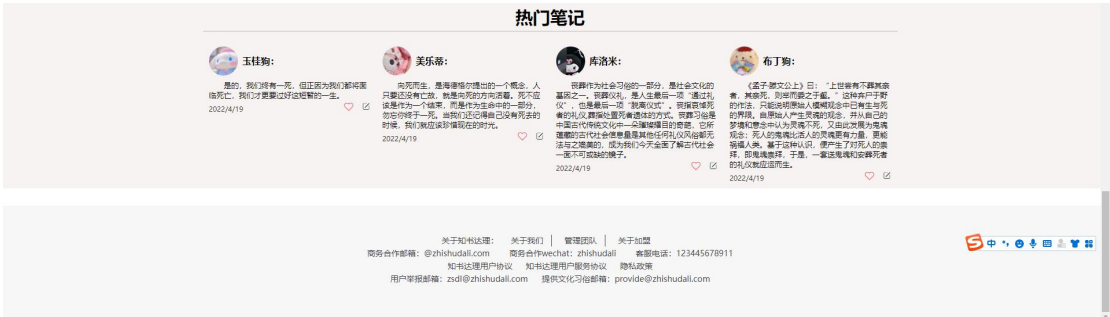 热门笔记
玉桂狗：
是的，我们终有一死，但正因为我们都将面
临死亡，我们才更要过好这短暂的一生。
2022/4/19
美乐蒂：
向死而生，是海德格尔提出的一个概念，人
只要还没有亡故，就是向死的方向活着。死不应
该是作为一个结束，而是作为生命中的一部分，
勿忘你终于一死。当我们还记得自己没有死去的
时候，我们就应该珍惜现在的时光。
2022/4/19
库洛米：
丧葬作为社会习俗的一部分，是社会文化的
基因之一。丧葬仪礼，是人生最后一项“通过礼
仪”，也是最后一项“脱离仪式”。丧指哀悼死
者的礼仪,葬指处置死者遗体的方式。丧葬习俗是
中国古代传统文化中一朵璀璨耀目的奇葩，它所
蕴藏的古代社会信息量是其他任何礼仪风俗都无
法与之媲美的，成为我们今天全面了解古代社会
一面不可或缺的镜子。
2022/4/19
布丁狗：
《孟子·滕文公上》曰：“上世尝有不葬其亲
者，其亲死，则举而委之于壑。”这种弃尸于野
的作法，只能说明原始人模糊观念中已有生与死
的界限。自原始人产生灵魂的观念，并从自己的
梦境和意念中认为灵魂不死，又由此发展为鬼魂
观念：死人的鬼魂比活人的灵魂更有力量，更能
祸福人类。基于这种认识，便产生了对死人的崇
拜，即鬼魂崇拜，于是，一套送鬼魂和安葬死者
的礼仪就应运而生。
2022/4/19
关于知书达理： 关于我们 | 管理团队 | 关于加盟
商务合作邮箱：@zhishudali.com 商务合作wechat：zhishudali 客服电话：123445678911
知书达理用户协议 知书达理用户服务协议 隐私政策
用户举报邮箱：zsdl@zhishudali.com 提供文化习俗邮箱：provide@zhishudali.com
中